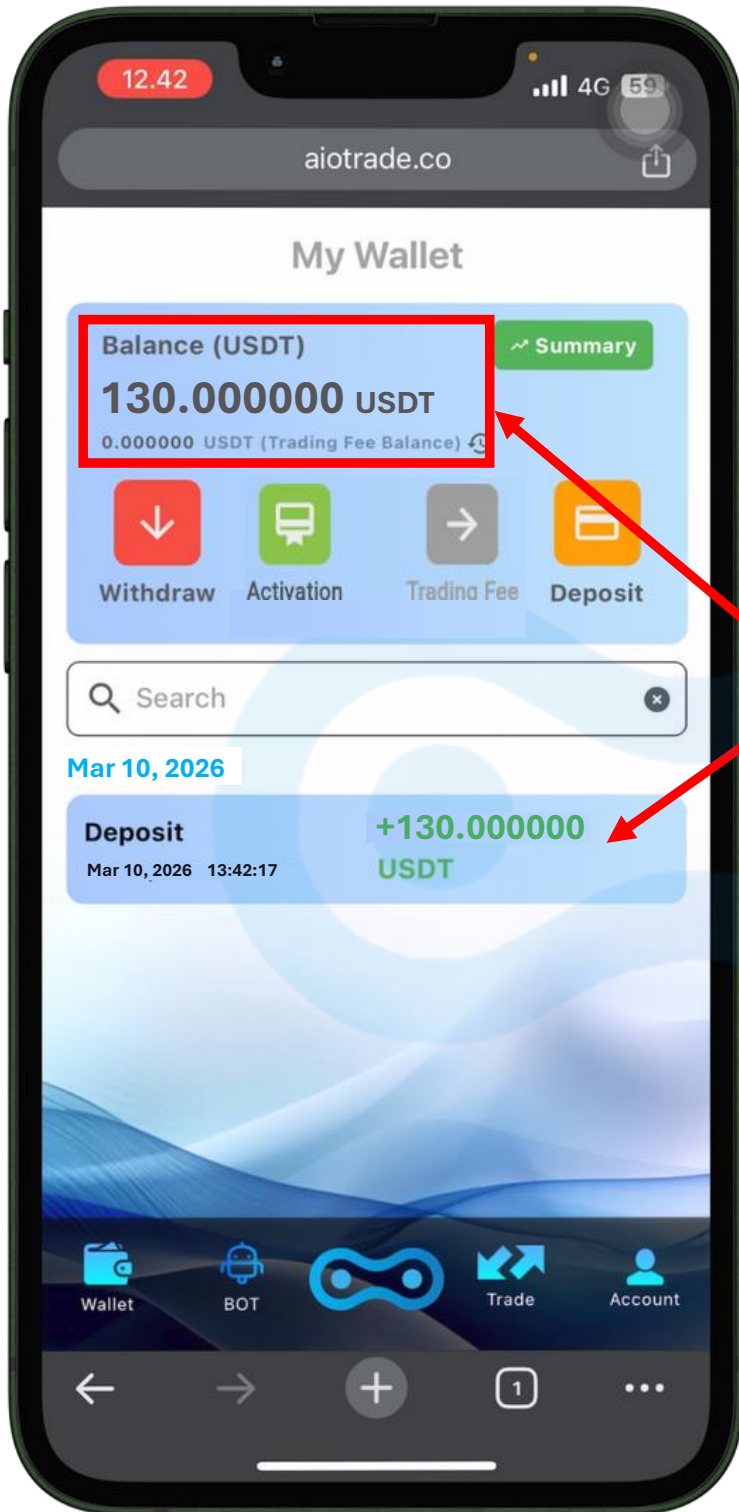 12.42
4G 59
aiotrade.co
My Wallet
Balance (USDT)
Summary
130.000000 USDT
0.000000 USDT (Trading Fee Balance)
Withdraw
Activation
Trading Fee
Deposit
Search
Mar 10, 2026
Deposit
+130.000000
Mar 10, 2026 13:42:17
USDT
Wallet
BOT
Trade
Account
1